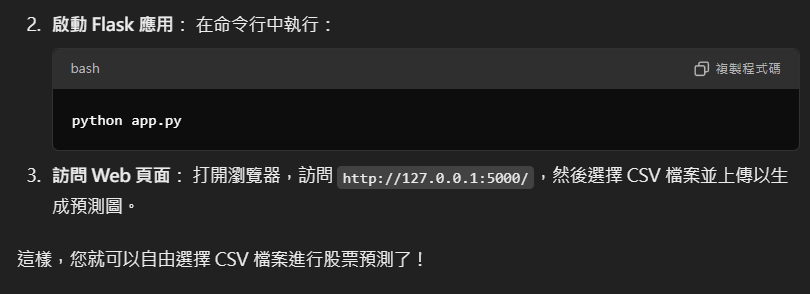 2. 啟動 Flask 應用： 在命令行中執行：
bash
複製程式碼
python app.py
3. 訪問 Web 頁面： 打開瀏覽器，訪問 http://127.0.0.1:5000/ ，然後選擇 CSV 檔案並上傳以生
成預測圖。
這樣，您就可以自由選擇 CSV 檔案進行股票預測了！